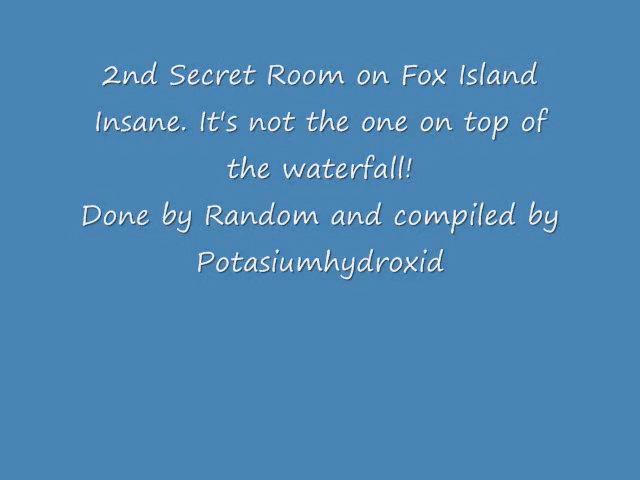 2nd Secret Room on Fox Island
Insane. It's not the one on top of
the waterfall!
Done by Random and compiled by
Potasiumhydroxid